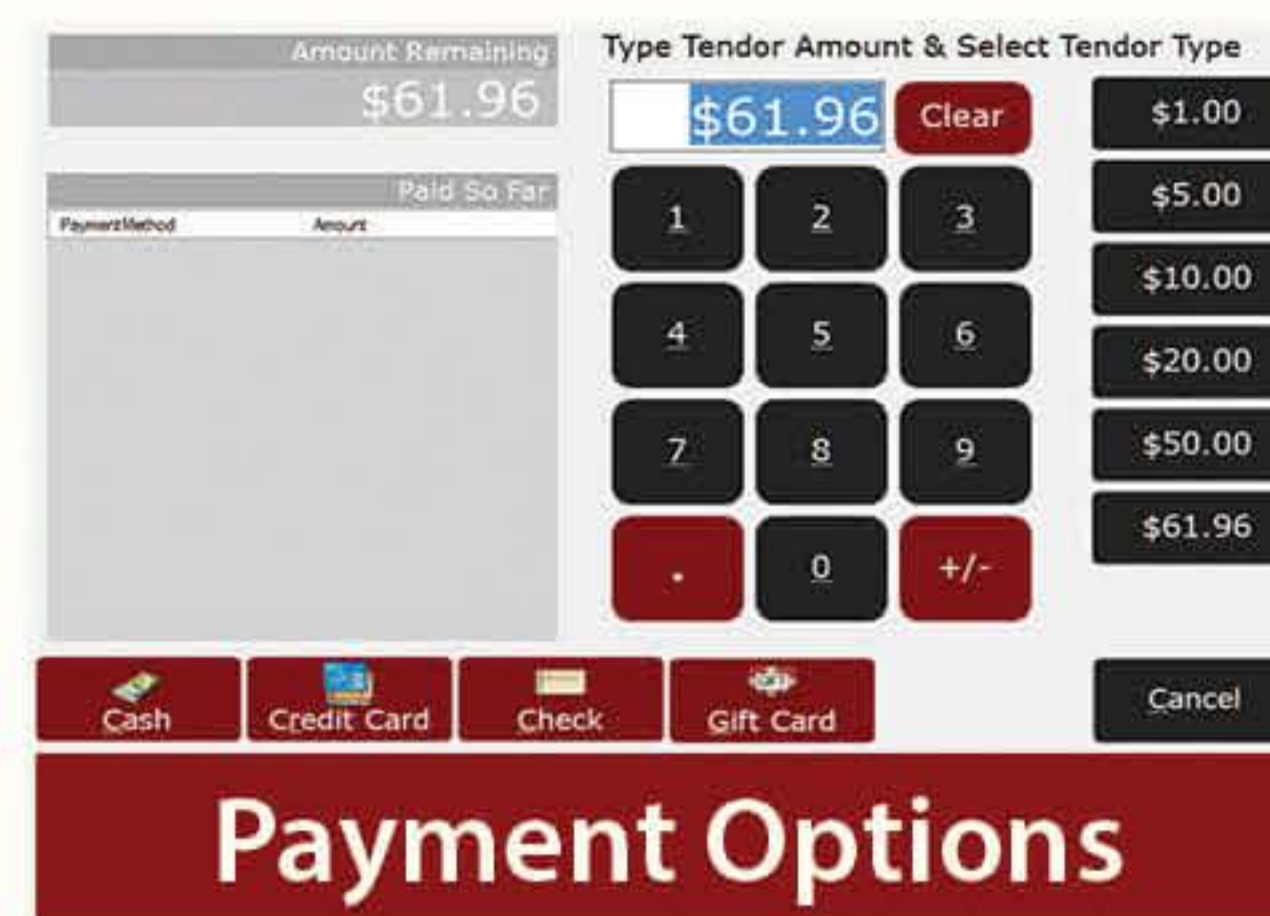 Amount Remaining
$61.96
Paid So Far
PaymentMethod Amount
Type Tendor Amount & Select Tendor Type
$61.96 Clear
1 2 3
4 5 6
7 8 9
. 0 +/-
$1.00
$5.00
$10.00
$20.00
$50.00
$61.96
Cash Credit Card Check Gift Card Cancel
Payment Options